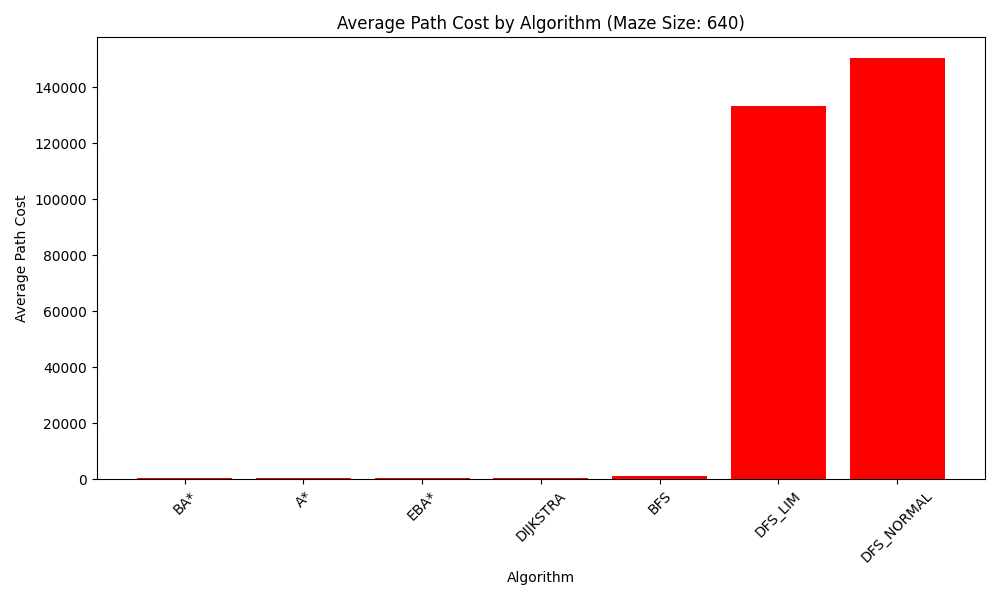 Average Path Cost by Algorithm (Maze Size: 640)
Average Path Cost
140000
120000
100000
80000
60000
40000
20000
0
BA*
A*
EBA*
DIJKSTRA
BFS
DFS_LIM
DFS_NORMAL
Algorithm